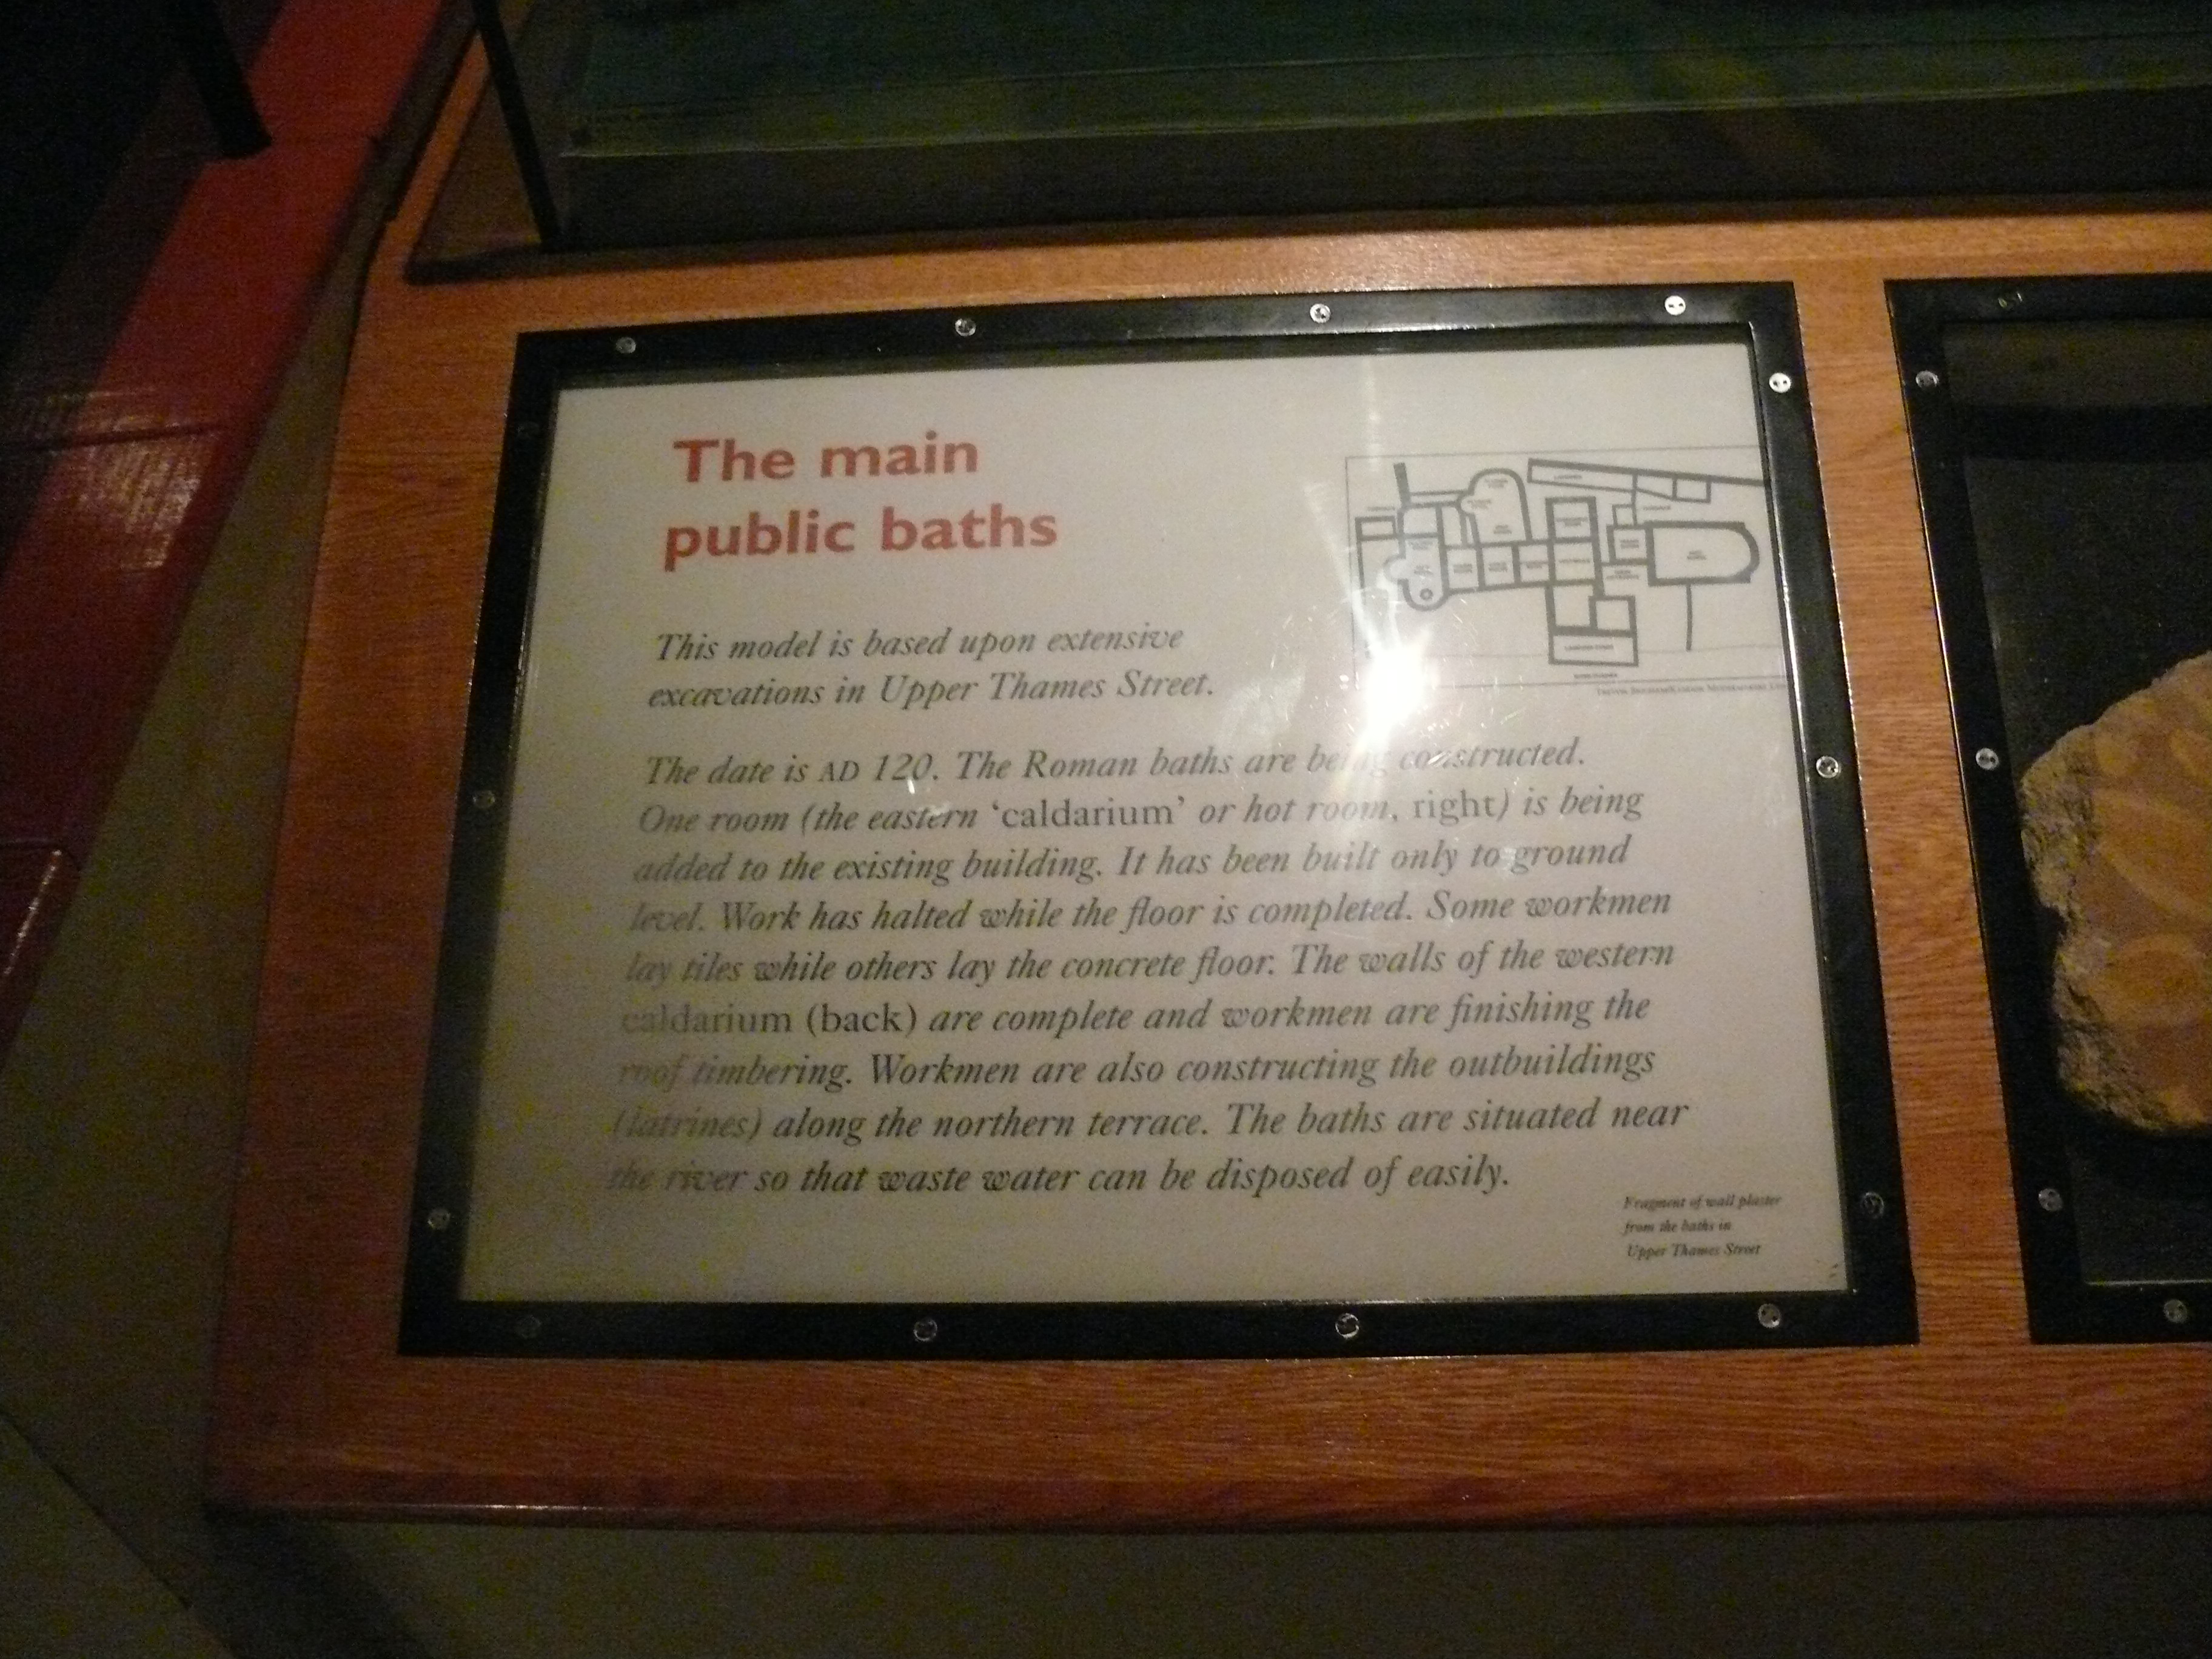 The main
public baths
This model is based upon extensive
excavations in Upper Thames Street.
The date is AD 120. The Roman baths are being constructed.
One room (the eastern ‘caldarium’ or hot room, right) is being
added to the existing building. It has been built only to ground
level. Work has halted while the floor is completed. Some workmen
lay tiles while others lay the concrete floor. The walls of the western
caldarium (back) are complete and workmen are finishing the
roof timbering. Workmen are also constructing the outbuildings
(latrines) along the northern terrace. The baths are situated near
the river so that waste water can be disposed of easily.
Fragment of wall plaster
from the baths in
Upper Thames Street